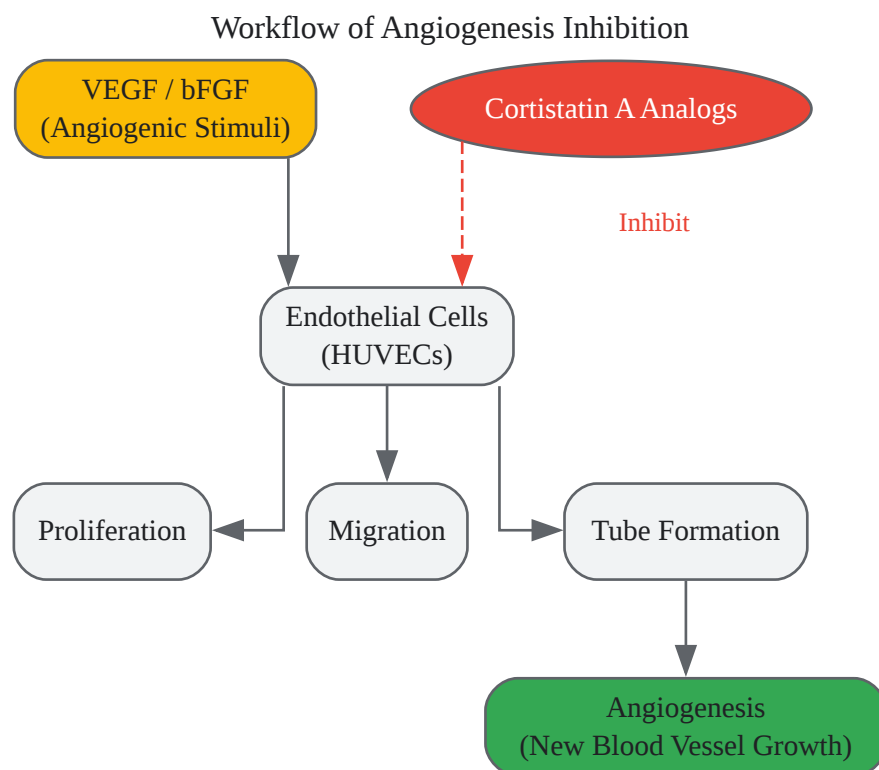 Workflow of Angiogenesis Inhibition
VEGF / bFGF
(Angiogenic Stimuli)
Cortistatin A Analogs
Inhibit
Endothelial Cells
(HUVECs)
Proliferation
Migration
Tube Formation
Angiogenesis
(New Blood Vessel Growth)